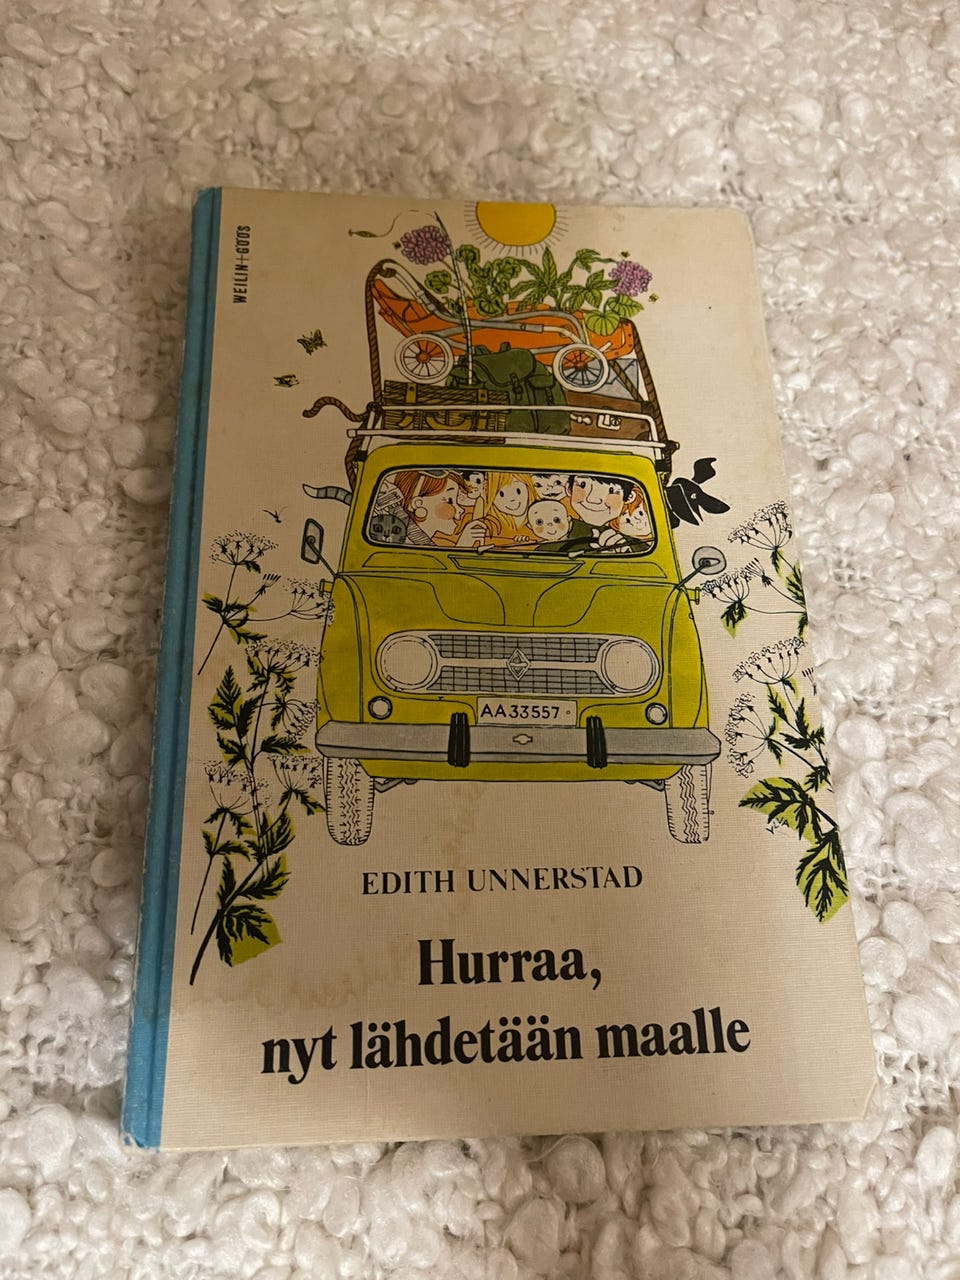 WEILIN+GÖÖS
AA 33557
EDITH UNNERSTAD
Hurraa,
nyt lähdetään maalle